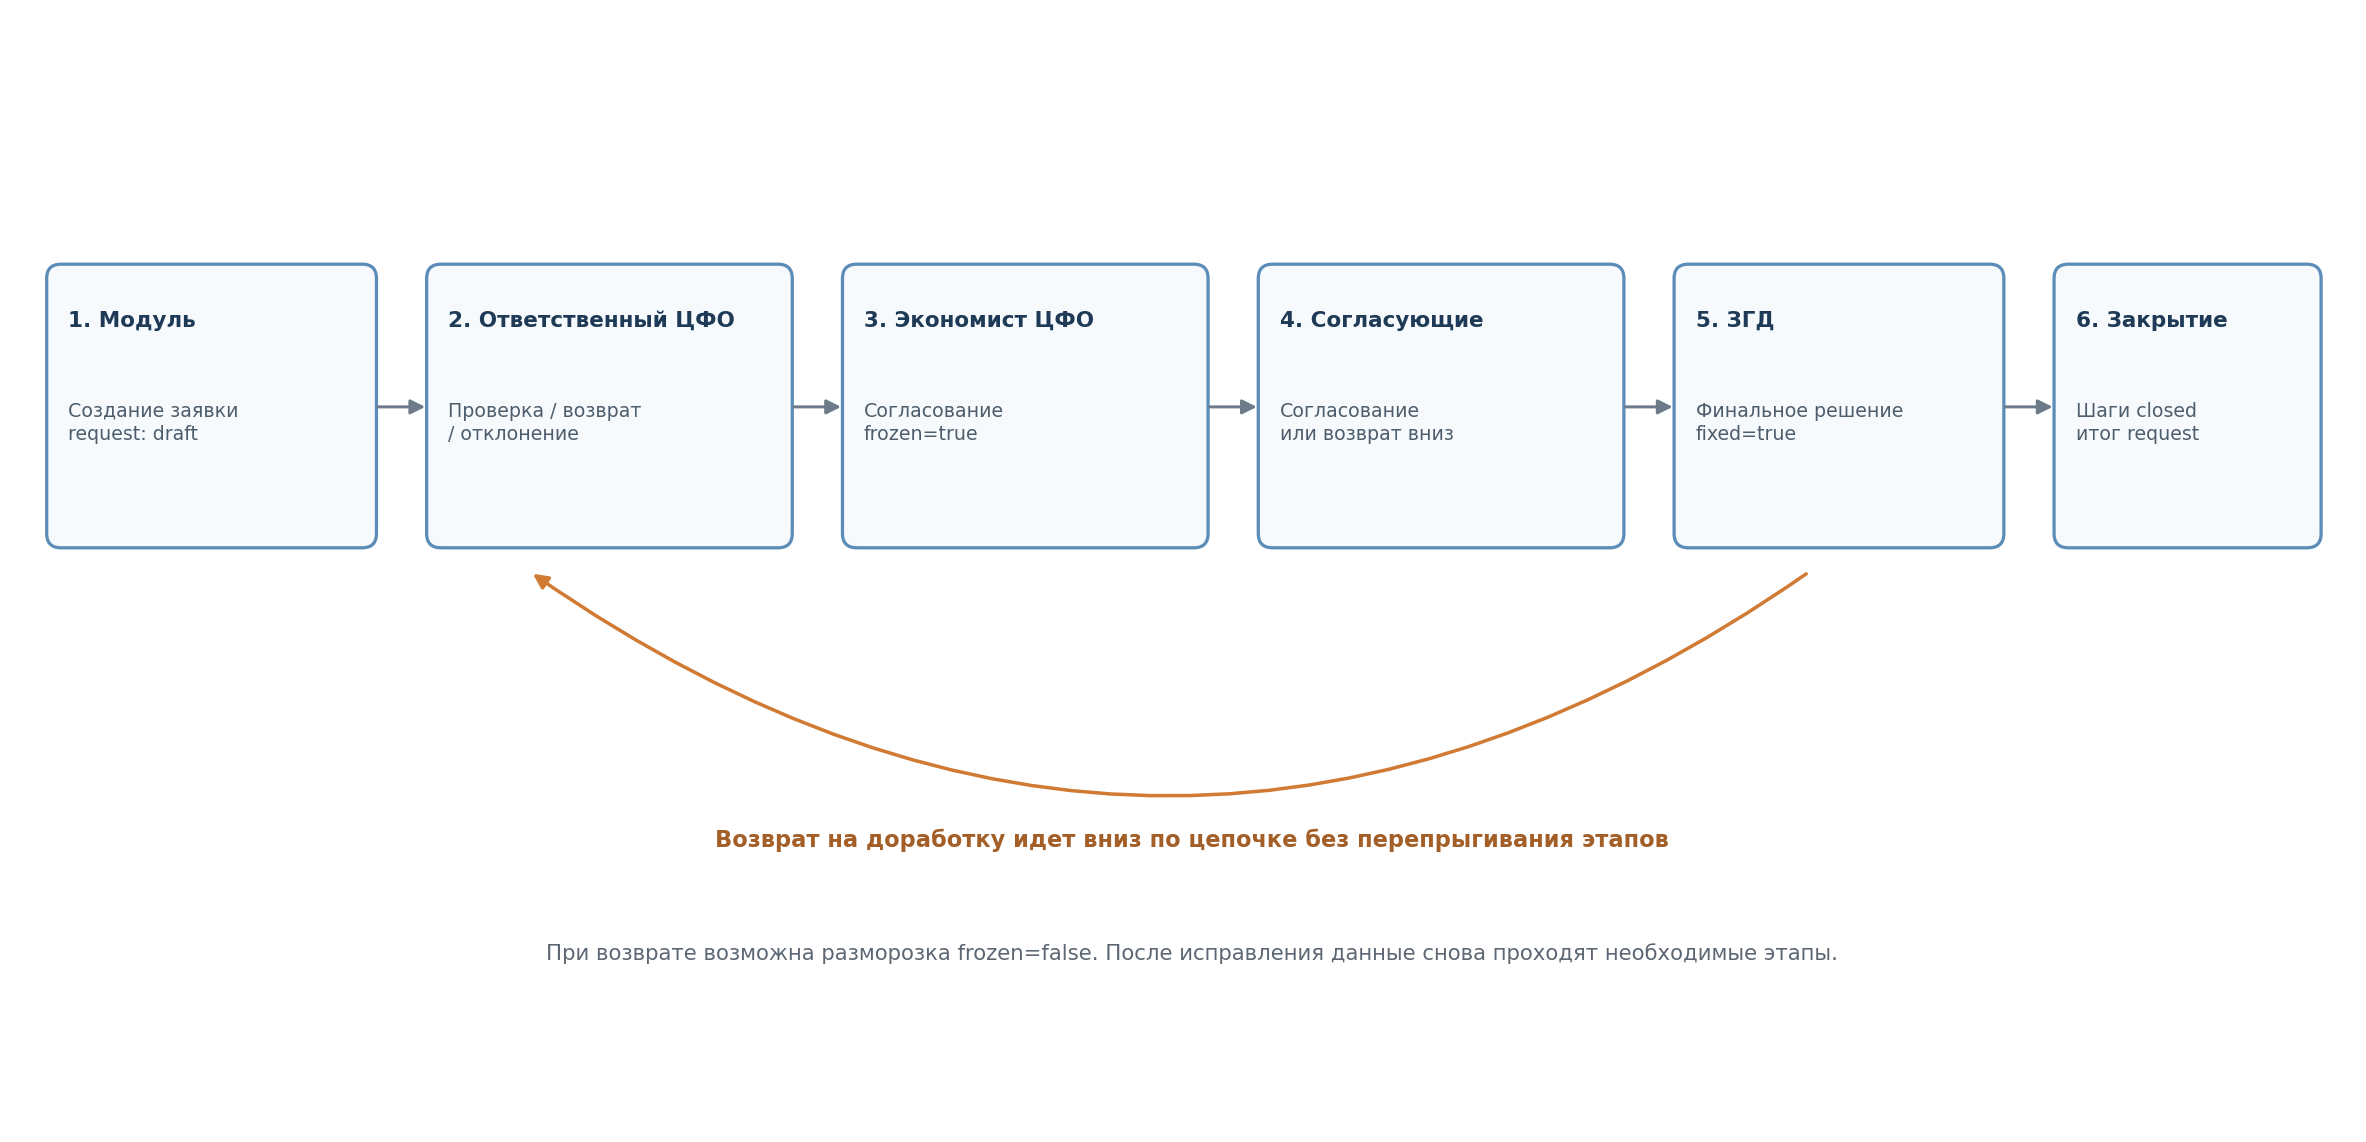 1. Модуль
Создание заявки
request: draft
2. Ответственный ЦФО
Проверка / возврат
/ отклонение
3. Экономист ЦФО
Согласование
frozen=true
4. Согласующие
Согласование
или возврат вниз
5. ЗГД
Финальное решение
fixed=true
6. Закрытие
Шаги closed
итог request
Возврат на доработку идет вниз по цепочке без перепрыгивания этапов
При возврате возможна разморозка frozen=false. После исправления данные снова проходят необходимые этапы.